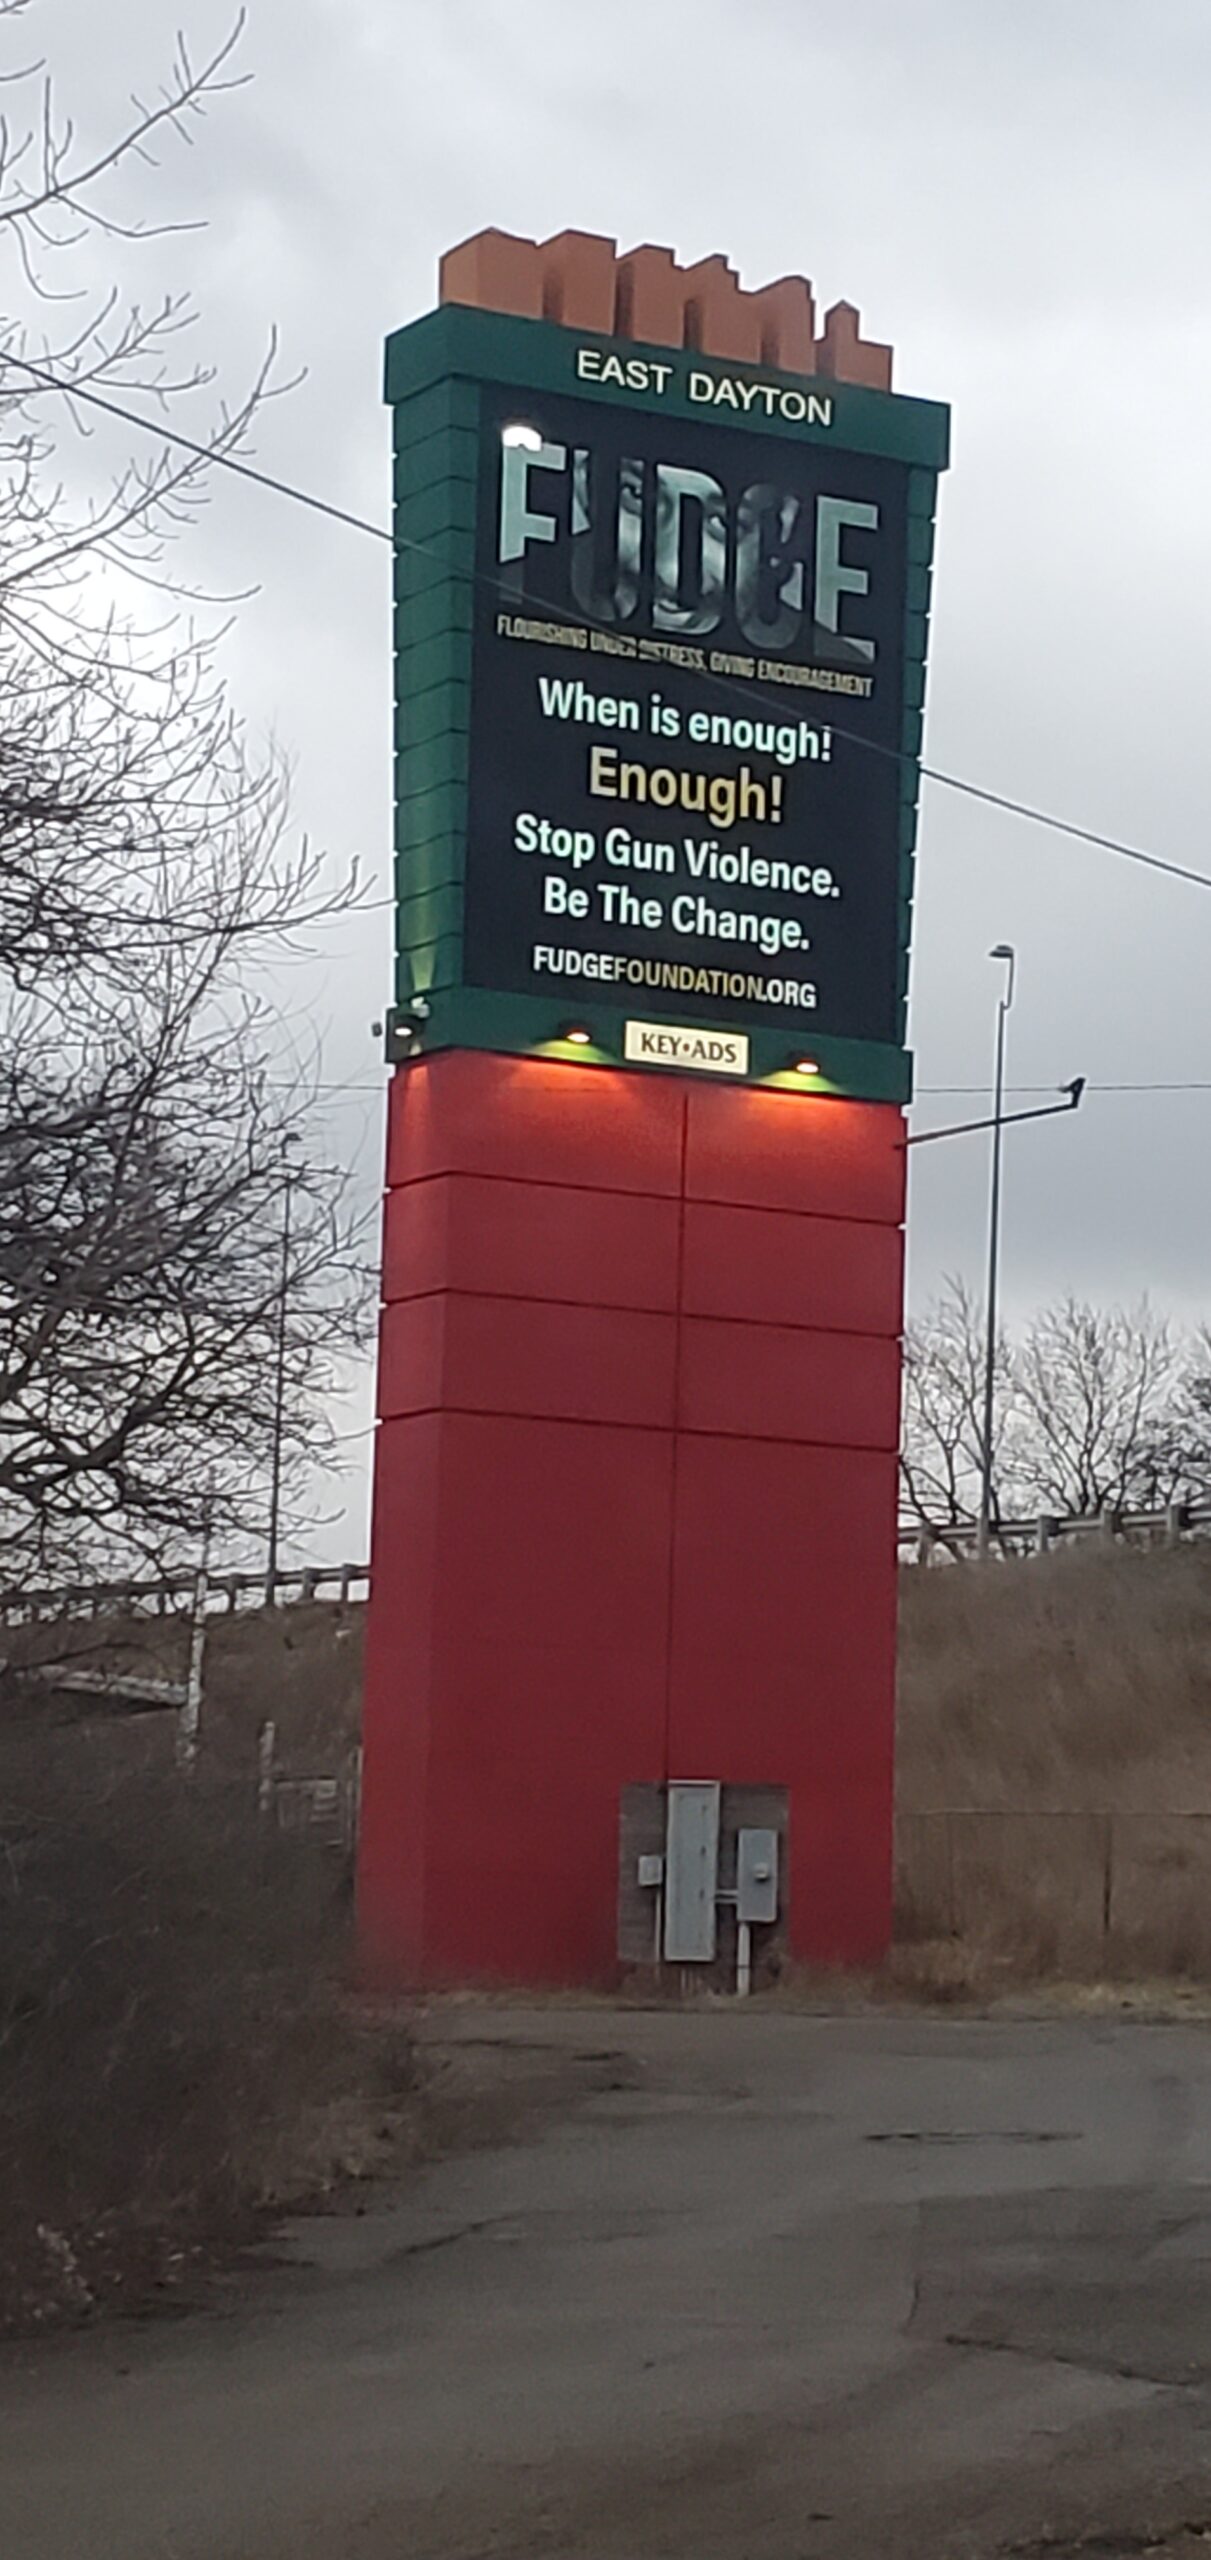 EAST DAYTON
FUDGE
FLOURISHING UNDER DISTRESS, GIVING ENCOURAGEMENT
When is enough!
Enough!
Stop Gun Violence.
Be The Change.
FUDGEFOUNDATION.ORG
KEY•ADS